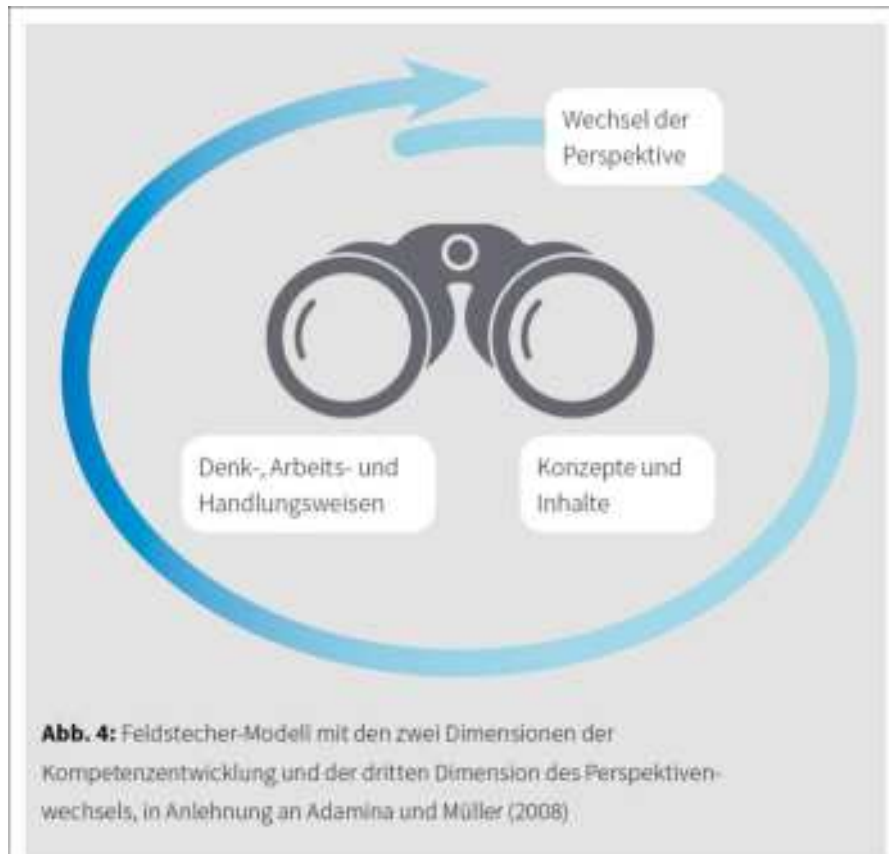 Wechsel der
Perspektive
Denk-, Arbeits- und
Handlungsweisen
Konzepte und
Inhalte
Abb. 4: Feldstecher-Modell mit den zwei Dimensionen der
Kompetenzentwicklung und der dritten Dimension des Perspektiven-
wechsels, in Anlehnung an Adamina und Müller (2008)